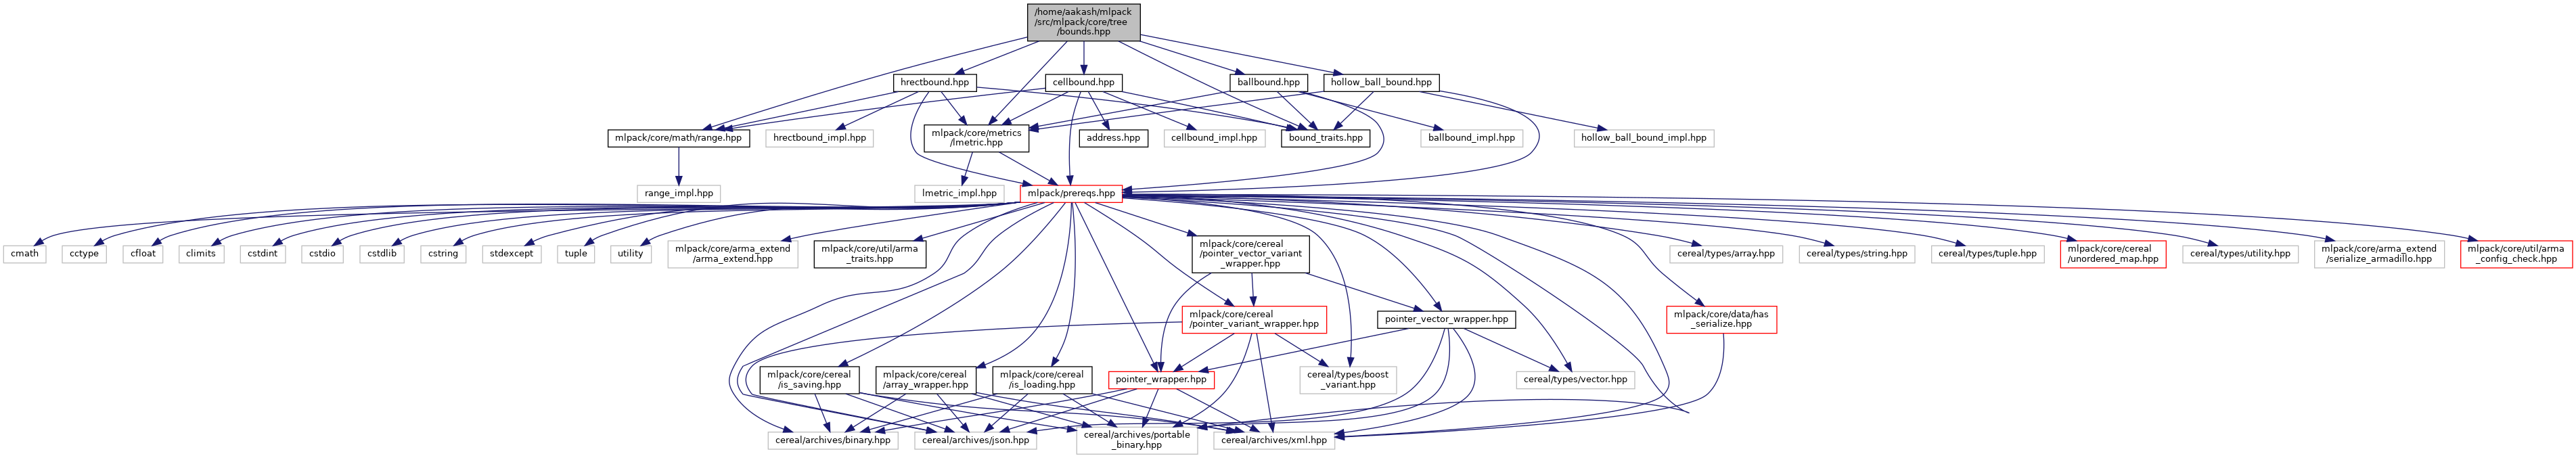 /home/aakash/mlpack
/src/mlpack/core/tree
/bounds.hpp
hrectbound.hpp
cellbound.hpp
ballbound.hpp
hollow_ball_bound.hpp
mlpack/core/math/range.hpp
hrectbound_impl.hpp
mlpack/core/metrics
/lmetric.hpp
address.hpp
cellbound_impl.hpp
bound_traits.hpp
ballbound_impl.hpp
hollow_ball_bound_impl.hpp
range_impl.hpp
lmetric_impl.hpp
mlpack/prereqs.hpp
cmath
cctype
cfloat
climits
cstdint
cstdio
cstdlib
cstring
stdexcept
tuple
utility
mlpack/core/arma_extend
/arma_extend.hpp
mlpack/core/util/arma
_traits.hpp
mlpack/core/cereal
/pointer_vector_variant
_wrapper.hpp
cereal/types/array.hpp
cereal/types/string.hpp
cereal/types/tuple.hpp
mlpack/core/cereal
/unordered_map.hpp
cereal/types/utility.hpp
mlpack/core/arma_extend
/serialize_armadillo.hpp
mlpack/core/util/arma
_config_check.hpp
mlpack/core/cereal
/pointer_variant_wrapper.hpp
pointer_vector_wrapper.hpp
mlpack/core/data/has
_serialize.hpp
mlpack/core/cereal
/is_saving.hpp
mlpack/core/cereal
/array_wrapper.hpp
mlpack/core/cereal
/is_loading.hpp
pointer_wrapper.hpp
cereal/types/boost
_variant.hpp
cereal/types/vector.hpp
cereal/archives/binary.hpp
cereal/archives/json.hpp
cereal/archives/portable
_binary.hpp
cereal/archives/xml.hpp